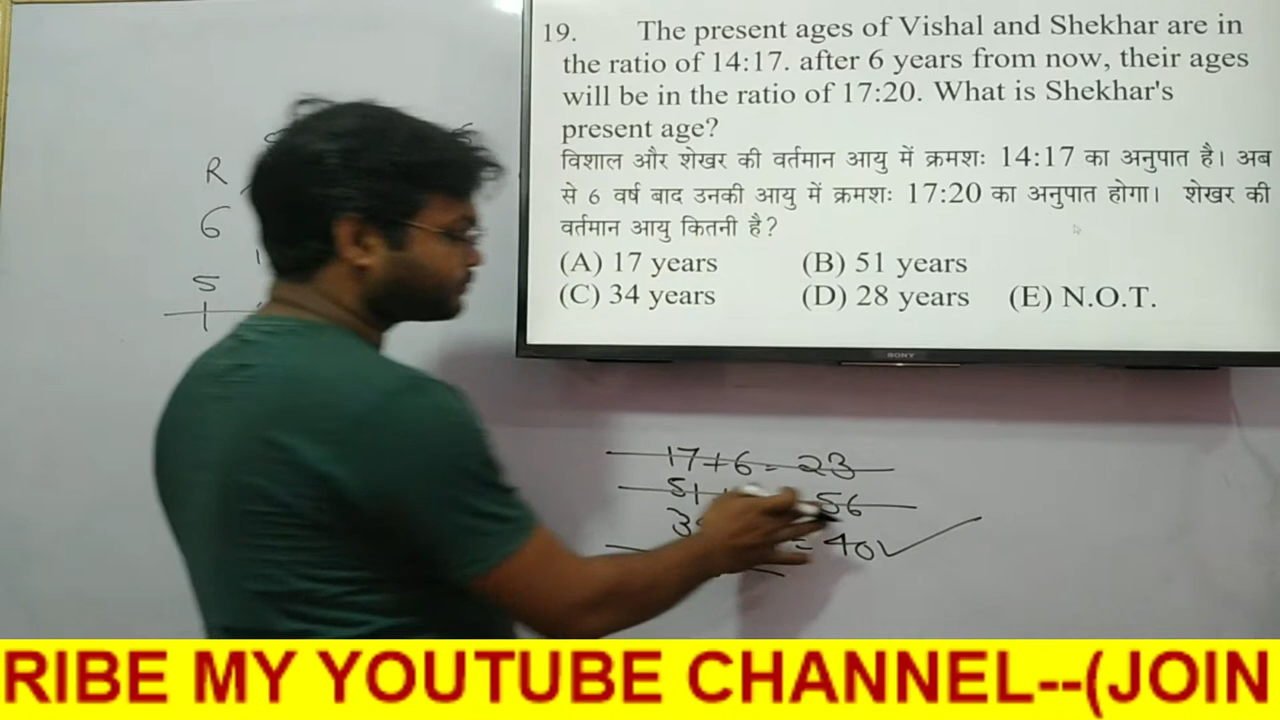 19. The present ages of Vishal and Shekhar are in
the ratio of 14:17. after 6 years from now, their ages
will be in the ratio of 17:20. What is Shekhar's
present age?
विशाल और शेखर की वर्तमान आयु में क्रमशः 14:17 का अनुपात है। अब
से 6 वर्ष बाद उनकी आयु में क्रमशः 17:20 का अनुपात होगा। शेखर की
वर्तमान आयु कितनी है?
(A) 17 years (B) 51 years
(C) 34 years (D) 28 years (E) N.O.T.
SONY
R
6
5
1
17+6=23
51 56
3 =40
RIBE MY YOUTUBE CHANNEL--(JOIN